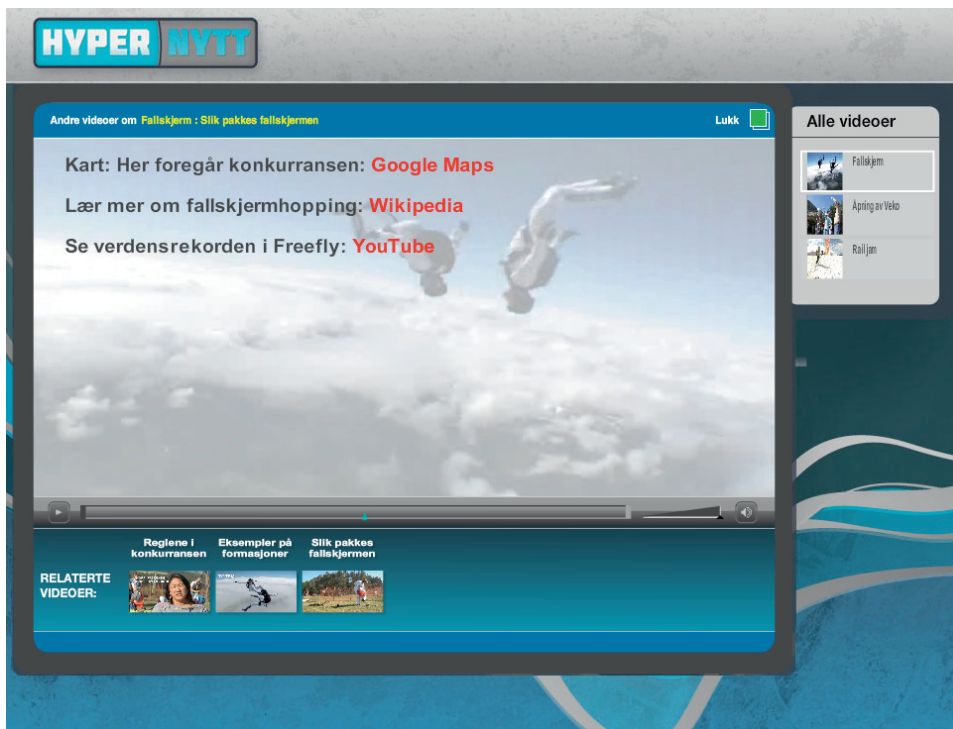 HYPER NYTT
Andre videoer om Fallskjerm : Slik pakkes fallskjermen
Lukk
Kart: Her foregår konkurransen: Google Maps
Lær mer om fallskjermhopping: Wikipedia
Se verdensrekorden i Freefly: YouTube
Alle videoer
Fallskjerm
Åpning av Veko
Rail jam
Reglene i
konkurransen
Eksempler på
formasjoner
Slik pakkes
fallskjermen
RELATERTE
VIDEOER: